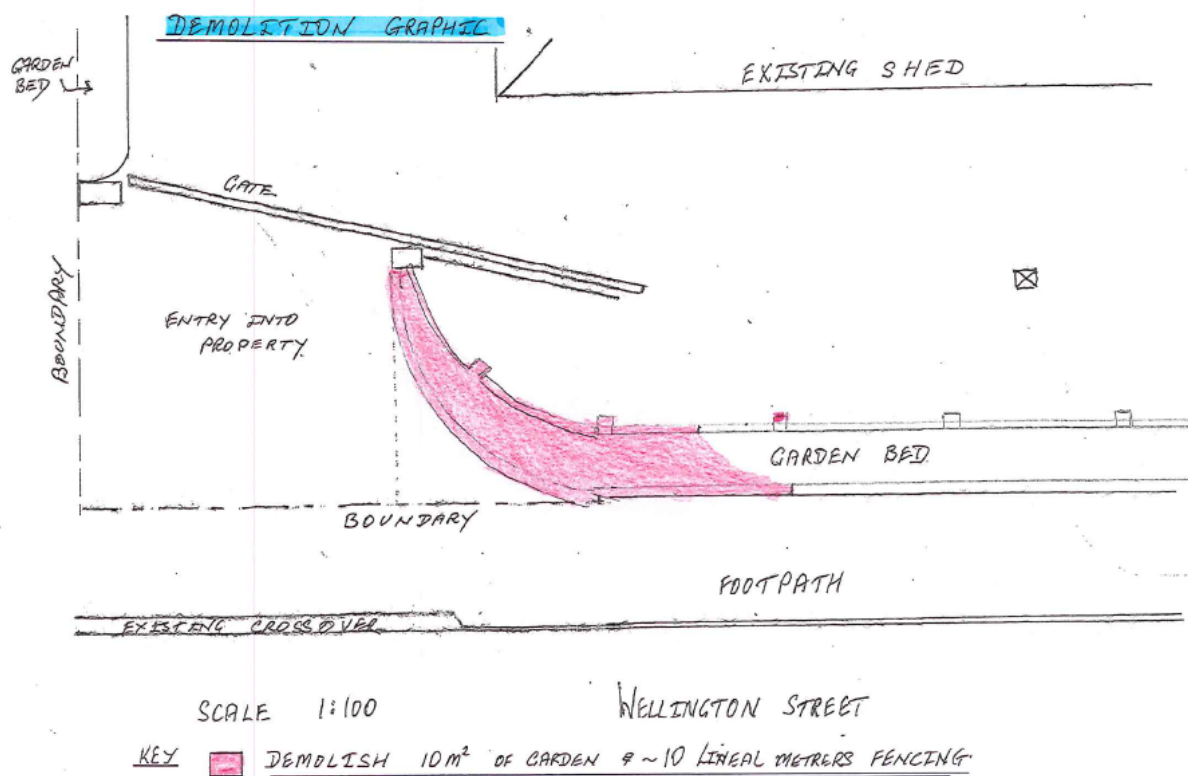 DEMOLITION GRAPHIC
GARDEN
BED
EXISTING SHED
GATE
BOUNDARY
ENTRY INTO
PROPERTY.
GARDEN BED
BOUNDARY
FOOTPATH
EXISTING CROSSOVER
SCALE 1:100
WELLINGTON STREET
KEY DEMOLISH 10m² OF GARDEN & ~10 LINEAL METRERS FENCING.